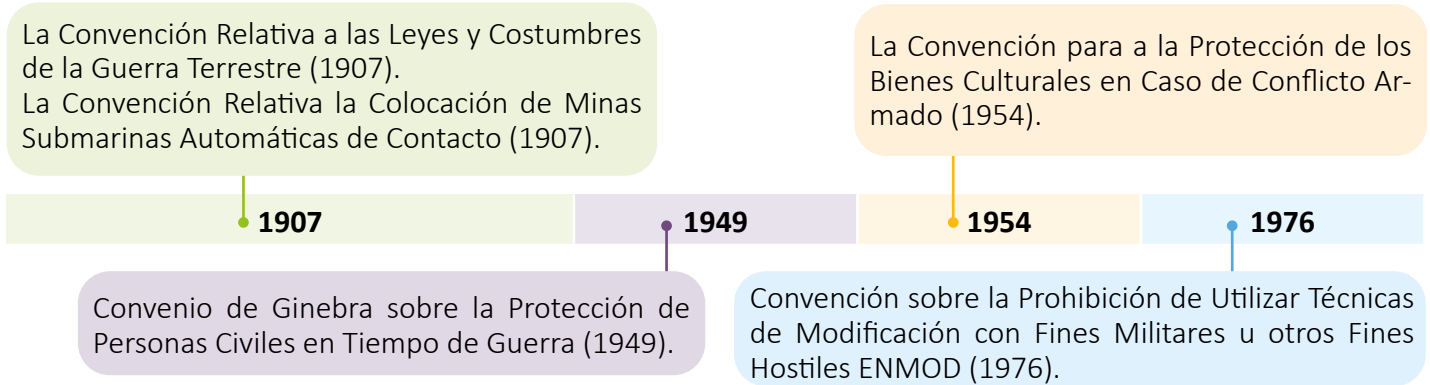 La Convención Relativa a las Leyes y Costumbres
de la Guerra Terrestre (1907).
La Convención Relativa la Colocación de Minas
Submarinas Automáticas de Contacto (1907).
La Convención para a la Protección de los
Bienes Culturales en Caso de Conflicto Ar-
mado (1954).
1907
1949
1954
1976
Convenio de Ginebra sobre la Protección de
Personas Civiles en Tiempo de Guerra (1949).
Convención sobre la Prohibición de Utilizar Técnicas
de Modificación con Fines Militares u otros Fines
Hostiles ENMOD (1976).